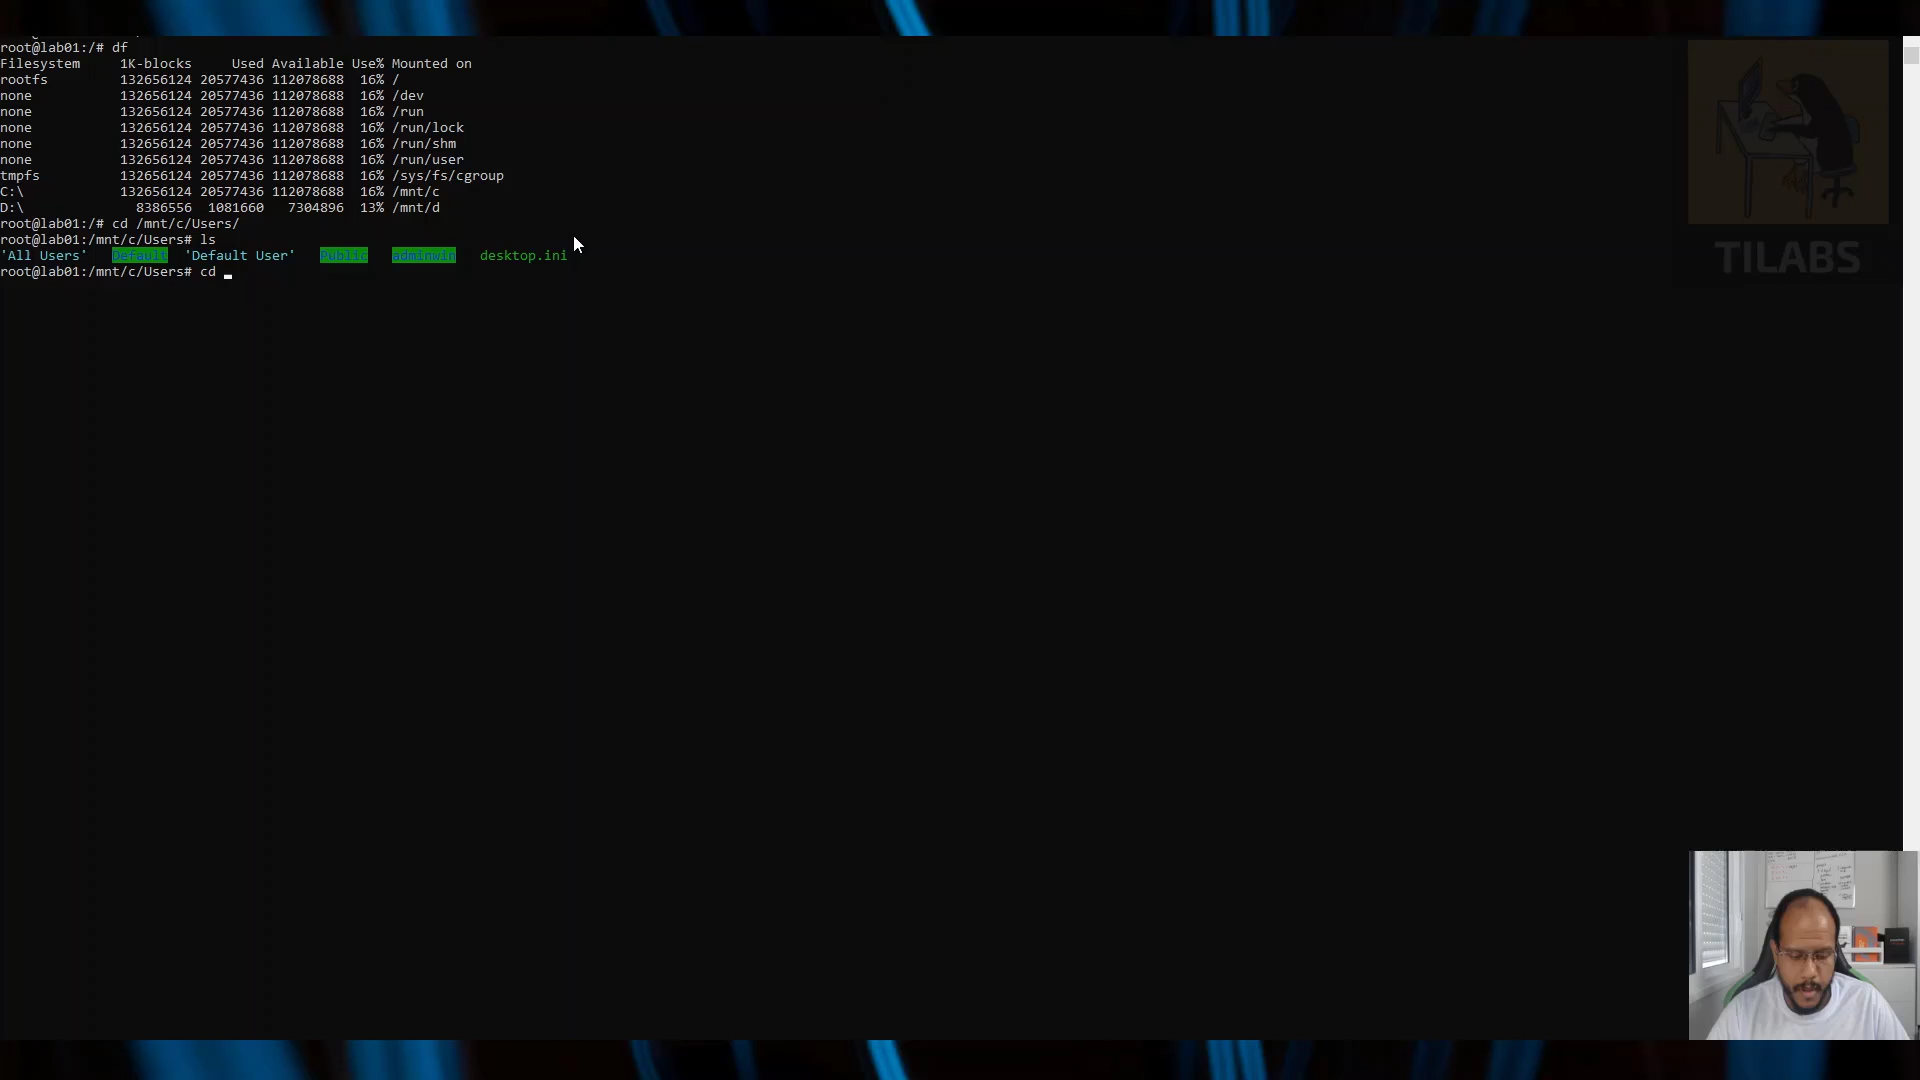 root@lab01:/# df
Filesystem     1K-blocks     Used Available Use% Mounted on
rootfs         132656124 20577436 112078688  16% /
none           132656124 20577436 112078688  16% /dev
none           132656124 20577436 112078688  16% /run
none           132656124 20577436 112078688  16% /run/lock
none           132656124 20577436 112078688  16% /run/shm
none           132656124 20577436 112078688  16% /run/user
tmpfs          132656124 20577436 112078688  16% /sys/fs/cgroup
C:\            132656124 20577436 112078688  16% /mnt/c
D:\              8386556  1081660   7304896  13% /mnt/d
root@lab01:/# cd /mnt/c/Users/
root@lab01:/mnt/c/Users# ls
'All Users'   Default  'Default User'   Public   adminwin   desktop.ini
root@lab01:/mnt/c/Users# cd
TILABS